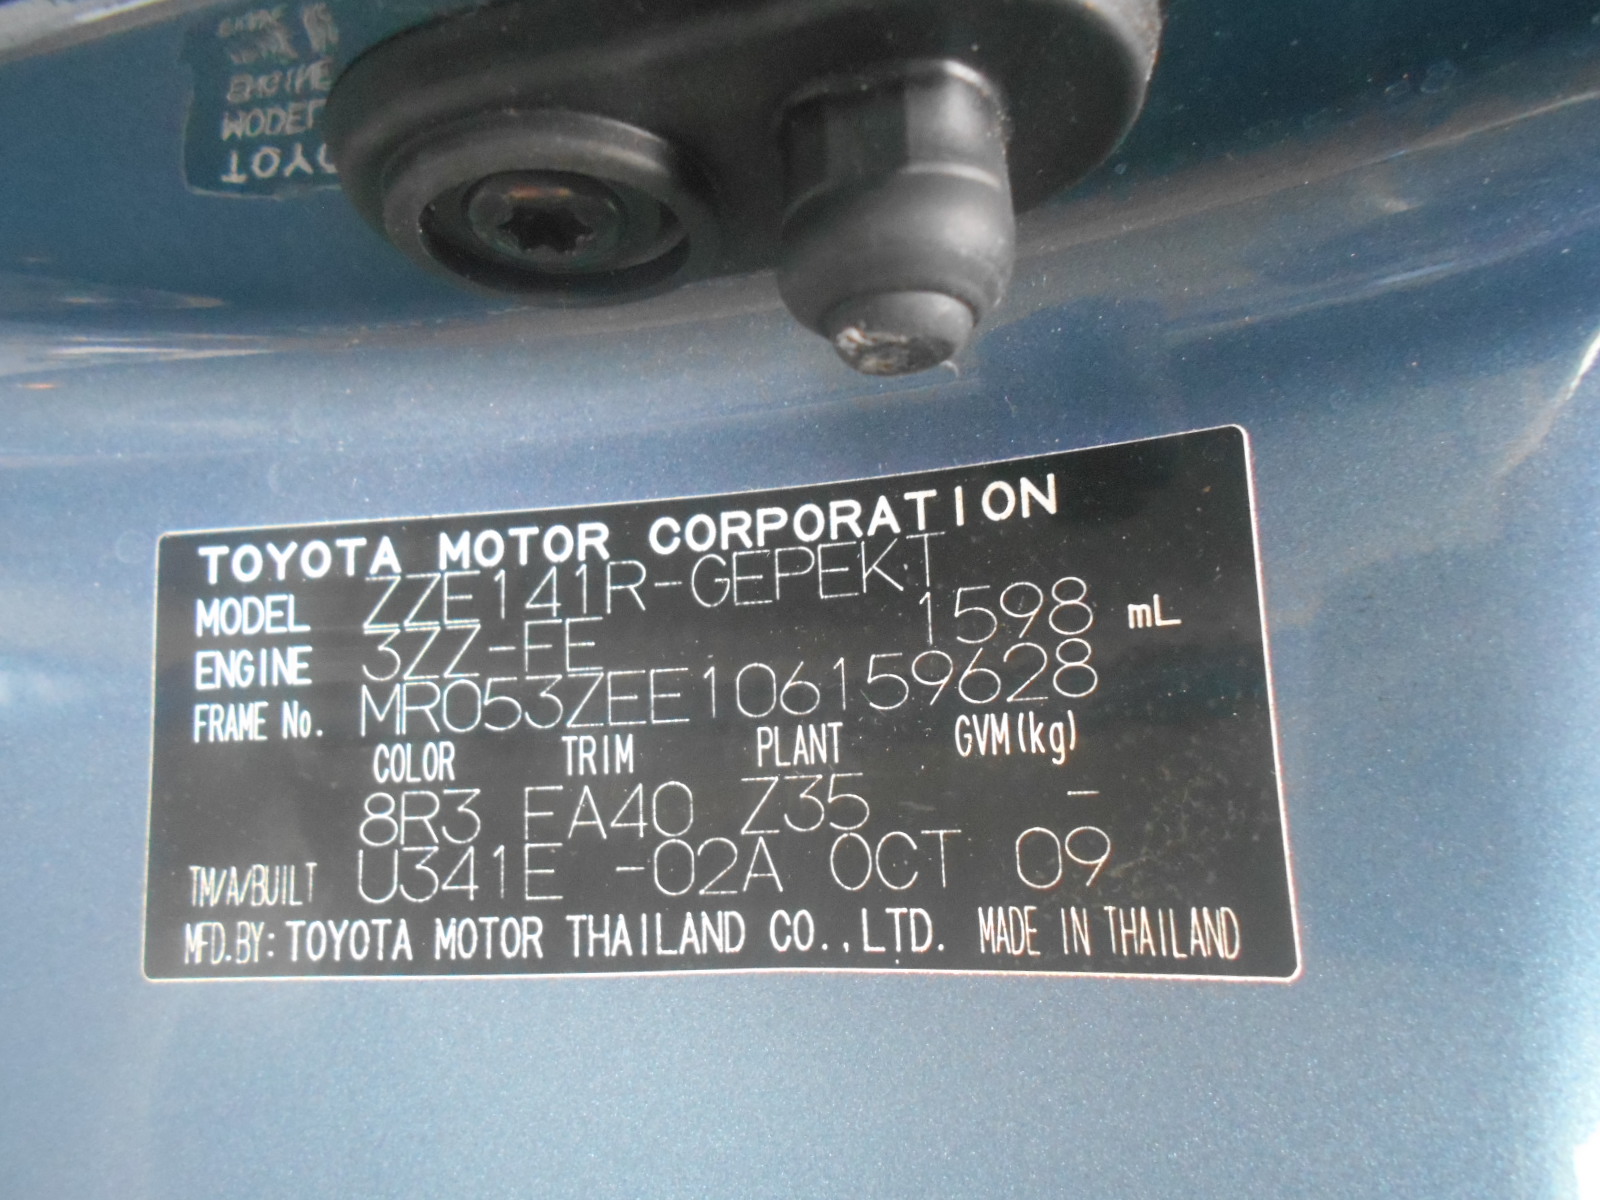 TOYOTA MOTOR CORPORATION
MODEL ZZE141R-GEPEKT
ENGINE 3ZZ-FE 1598 mL
FRAME No. MR053ZEE106159628
COLOR TRIM PLANT GVM(kg)
8R3 EA40 Z35 -
TM/A/BUILT U341E -02A OCT 09
MFD.BY: TOYOTA MOTOR THAILAND CO.,LTD. MADE IN THAILAND